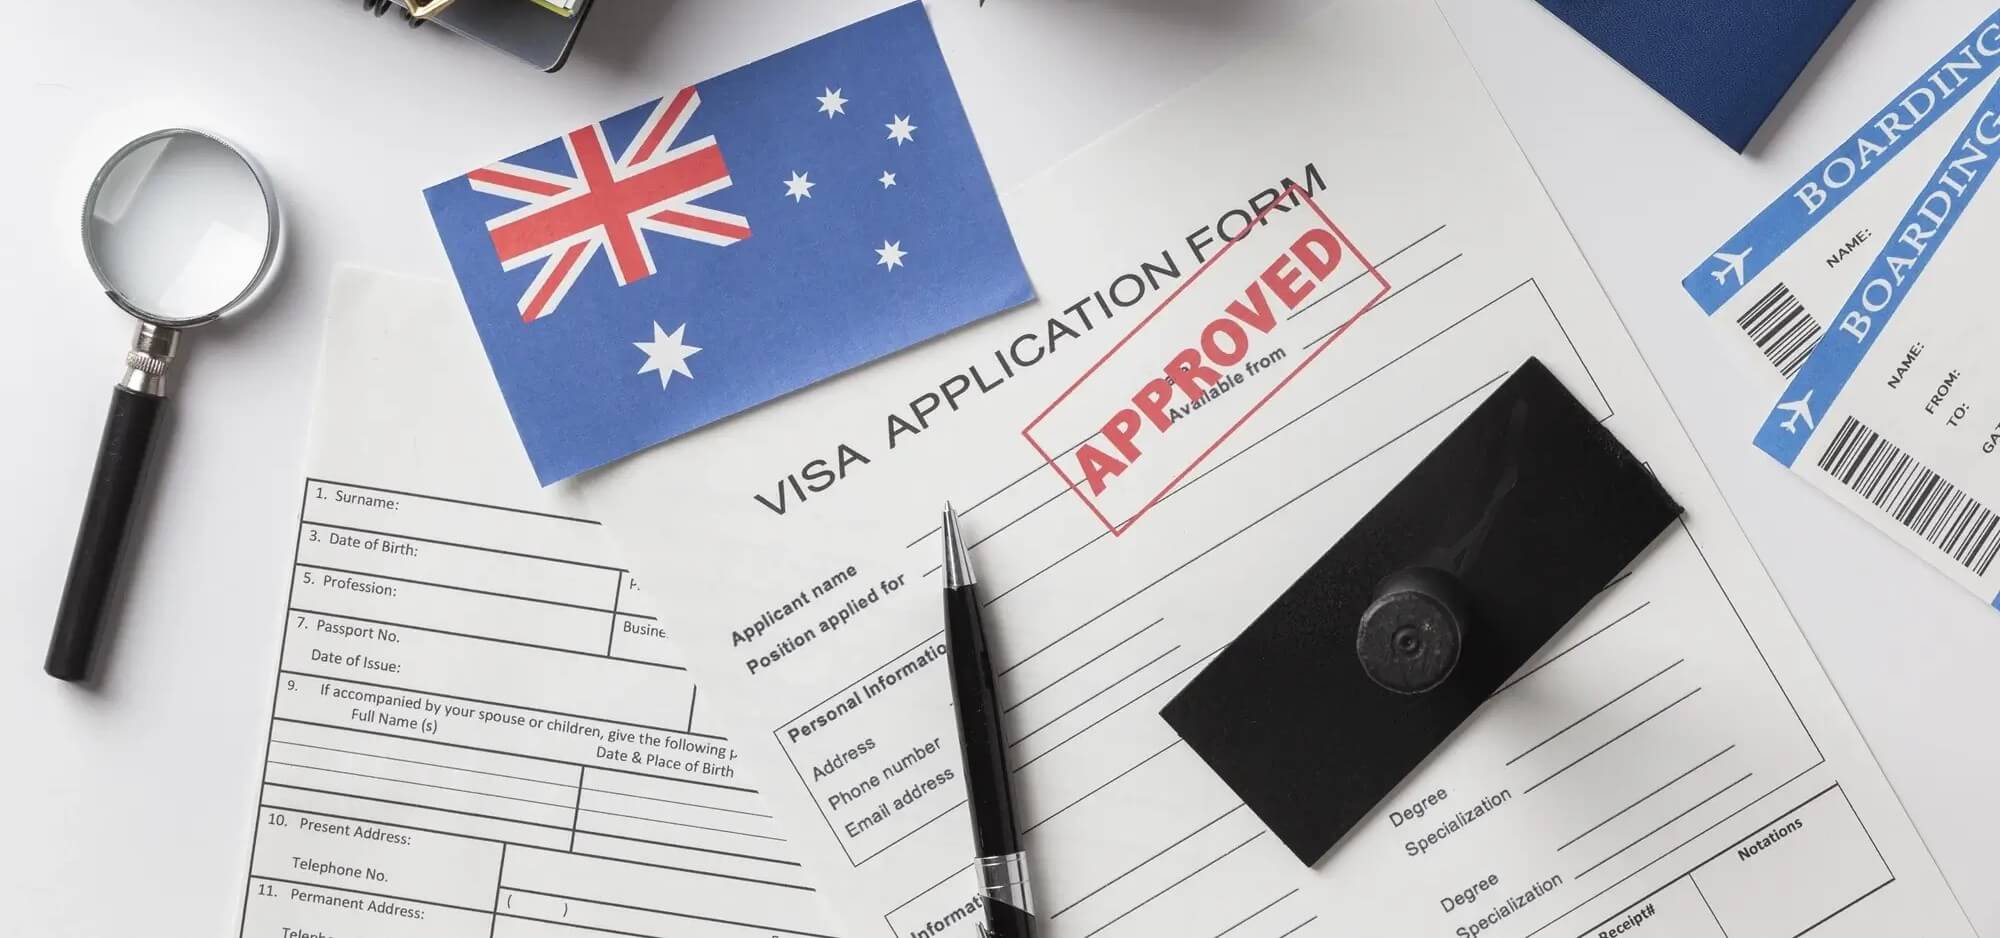 BOARDING
NAME:
BOARDING
NAME:
FROM:
TO:
VISA APPLICATION FORM
APPROVED
Available from
Applicant name
Position applied for
Personal Informatio
Address
Phone number
Email address
Informat
Degree
Specialization
Degree
Specialization
Notations
Receipt#
1. Surname:
3. Date of Birth:
5. Profession:
Busine
7. Passport No.
Date of Issue:
9. If accompanied by your spouse or children, give the following
Full Name (s)
Date & Place of Birth
10. Present Address:
Telephone No.
11. Permanent Address:
( )